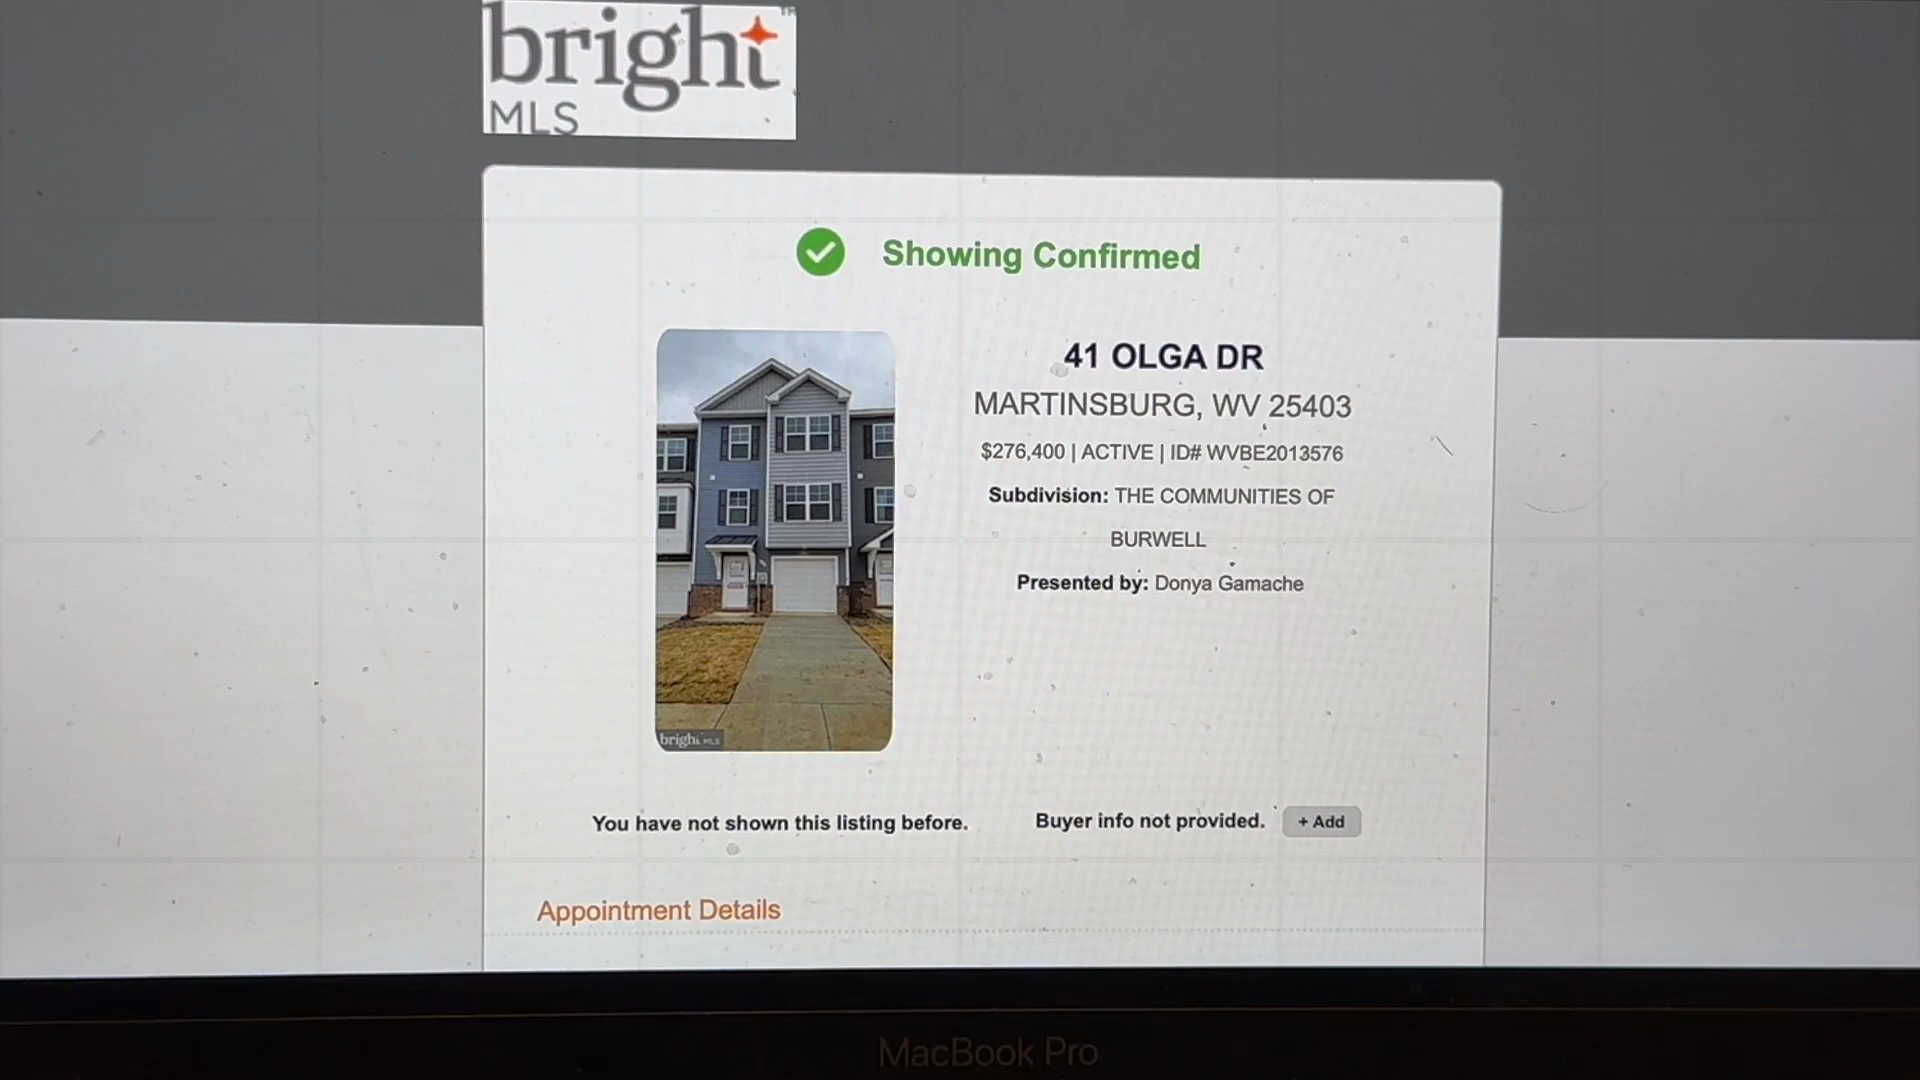 bright
MLS
Showing Confirmed
41 OLGA DR
MARTINSBURG, WV 25403
$276,400 | ACTIVE | ID# WVBE2013576
Subdivision: THE COMMUNITIES OF
BURWELL
Presented by: Donya Gamache
bright MLS
You have not shown this listing before.
Buyer info not provided. + Add
Appointment Details
MacBook Pro